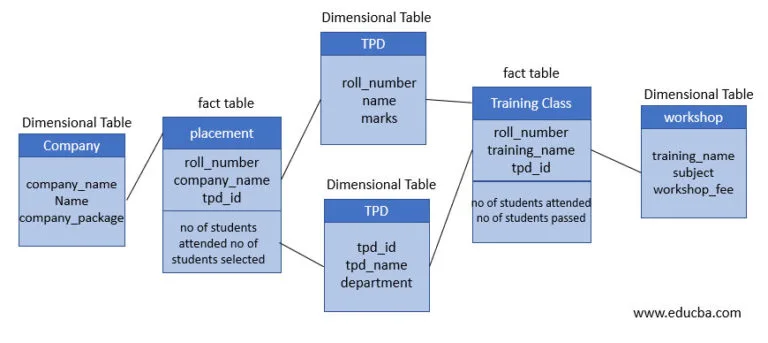 Dimensional Table
Company
company_name
Name
company_package
fact table
placement
roll_number
company_name
tpd_id
no of students
attended no of
students selected
Dimensional Table
TPD
roll_number
name
marks
Dimensional Table
TPD
tpd_id
tpd_name
department
fact table
Training Class
roll_number
training_name
tpd_id
no of students attended
no of students passed
Dimensional Table
workshop
training_name
subject
workshop_fee
www.educba.com